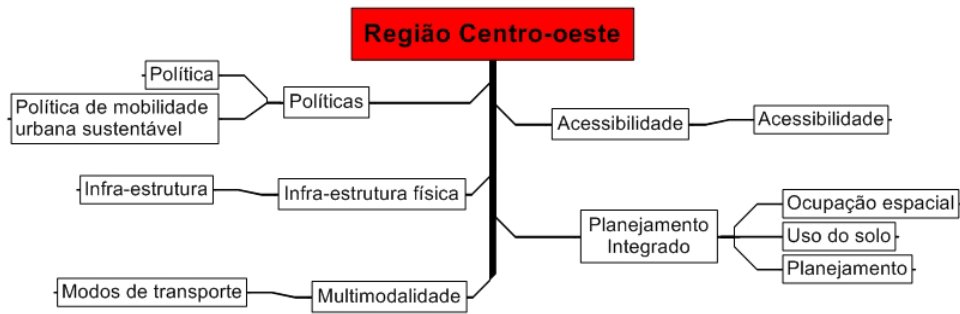 Região Centro-oeste
Política
Políticas
Política de mobilidade
urbana sustentável
Acessibilidade
Acessibilidade
Infra-estrutura
Infra-estrutura física
Planejamento
Integrado
Ocupação espacial
Uso do solo
Planejamento
Modos de transporte
Multimodalidade